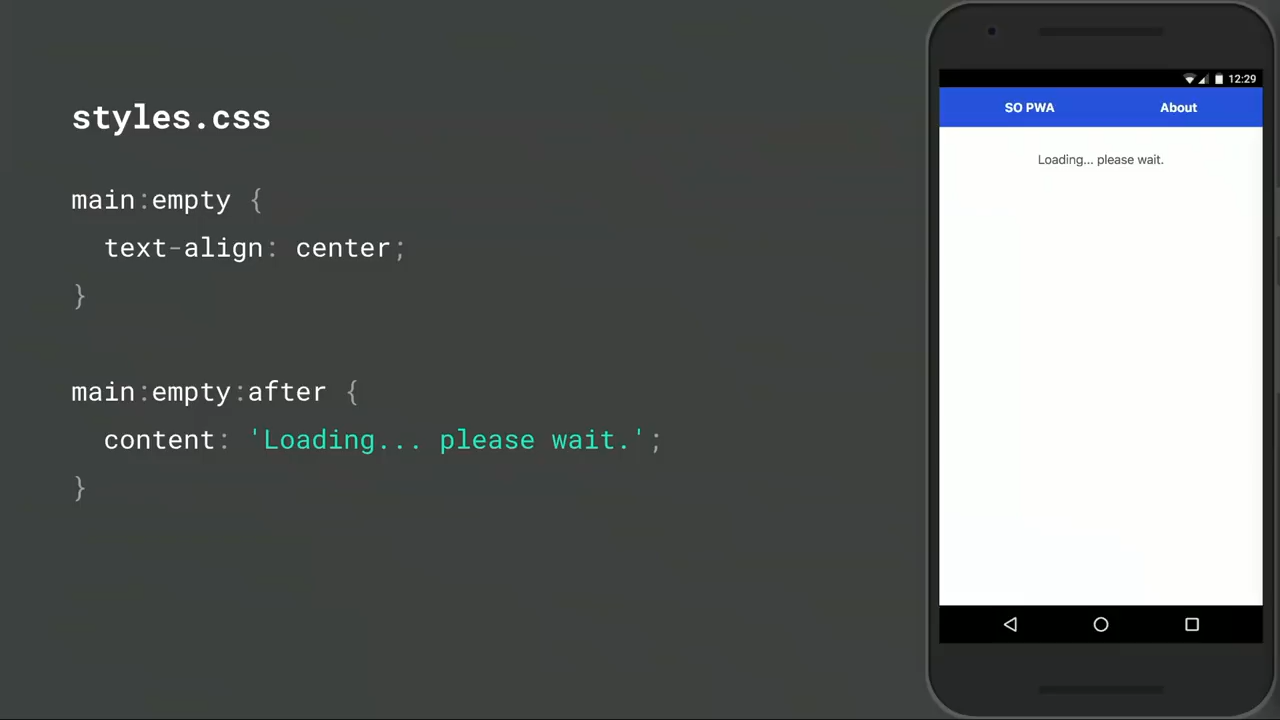 styles.css
main:empty {
  text-align: center;
}
main:empty:after {
  content: 'Loading... please wait.';
}
12:29
SO PWA About
Loading... please wait.